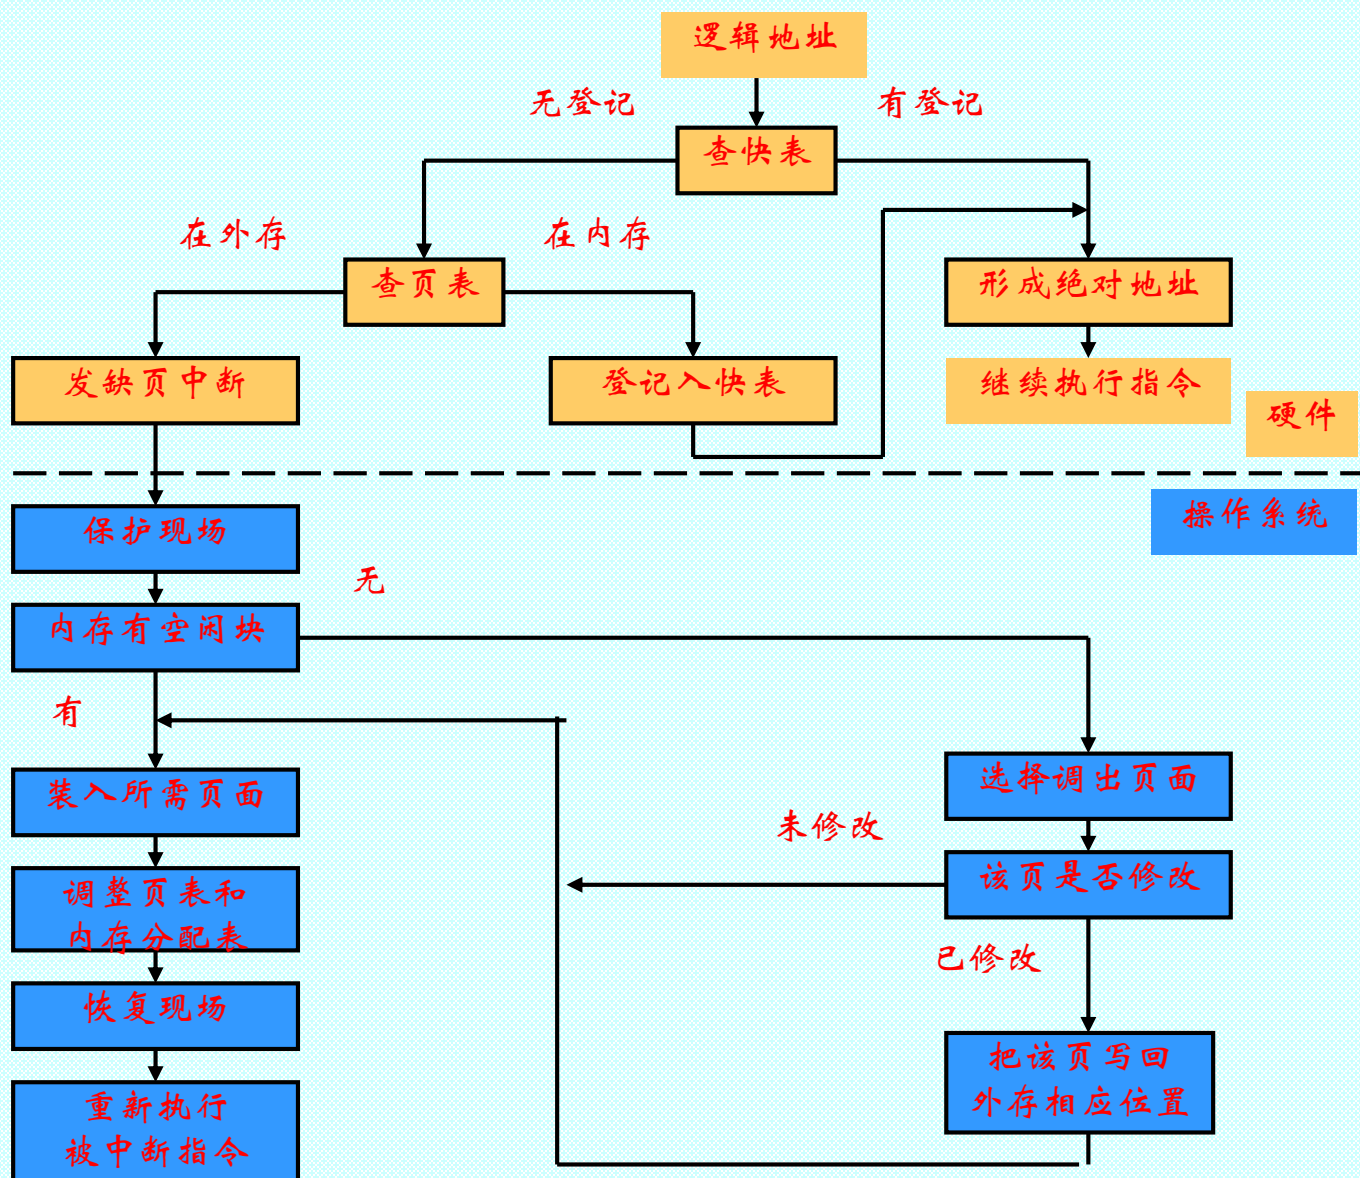 逻辑地址
无登记
有登记
查快表
在外存
在内存
查页表
形成绝对地址
发缺页中断
登记入快表
继续执行指令
硬件
操作系统
保护现场
无
内存有空闲块
有
装入所需页面
选择调出页面
未修改
该页是否修改
调整页表和
内存分配表
已修改
恢复现场
把该页写回
外存相应位置
重新执行
被中断指令